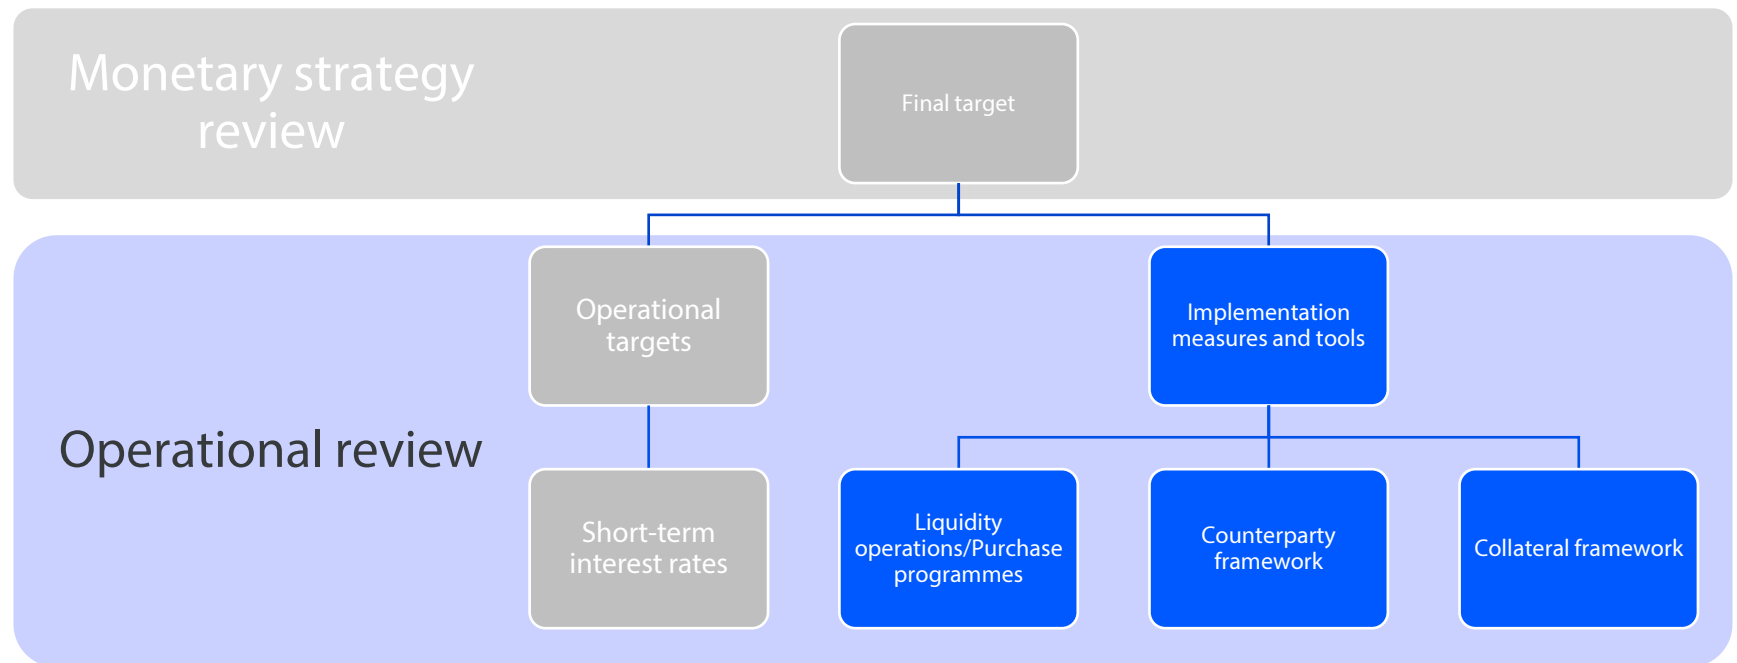 Monetary strategy
review
Final target
Operational
targets
Implementation
measures and tools
Operational review
Short-term
interest rates
Liquidity
operations/Purchase
programmes
Counterparty
framework
Collateral framework